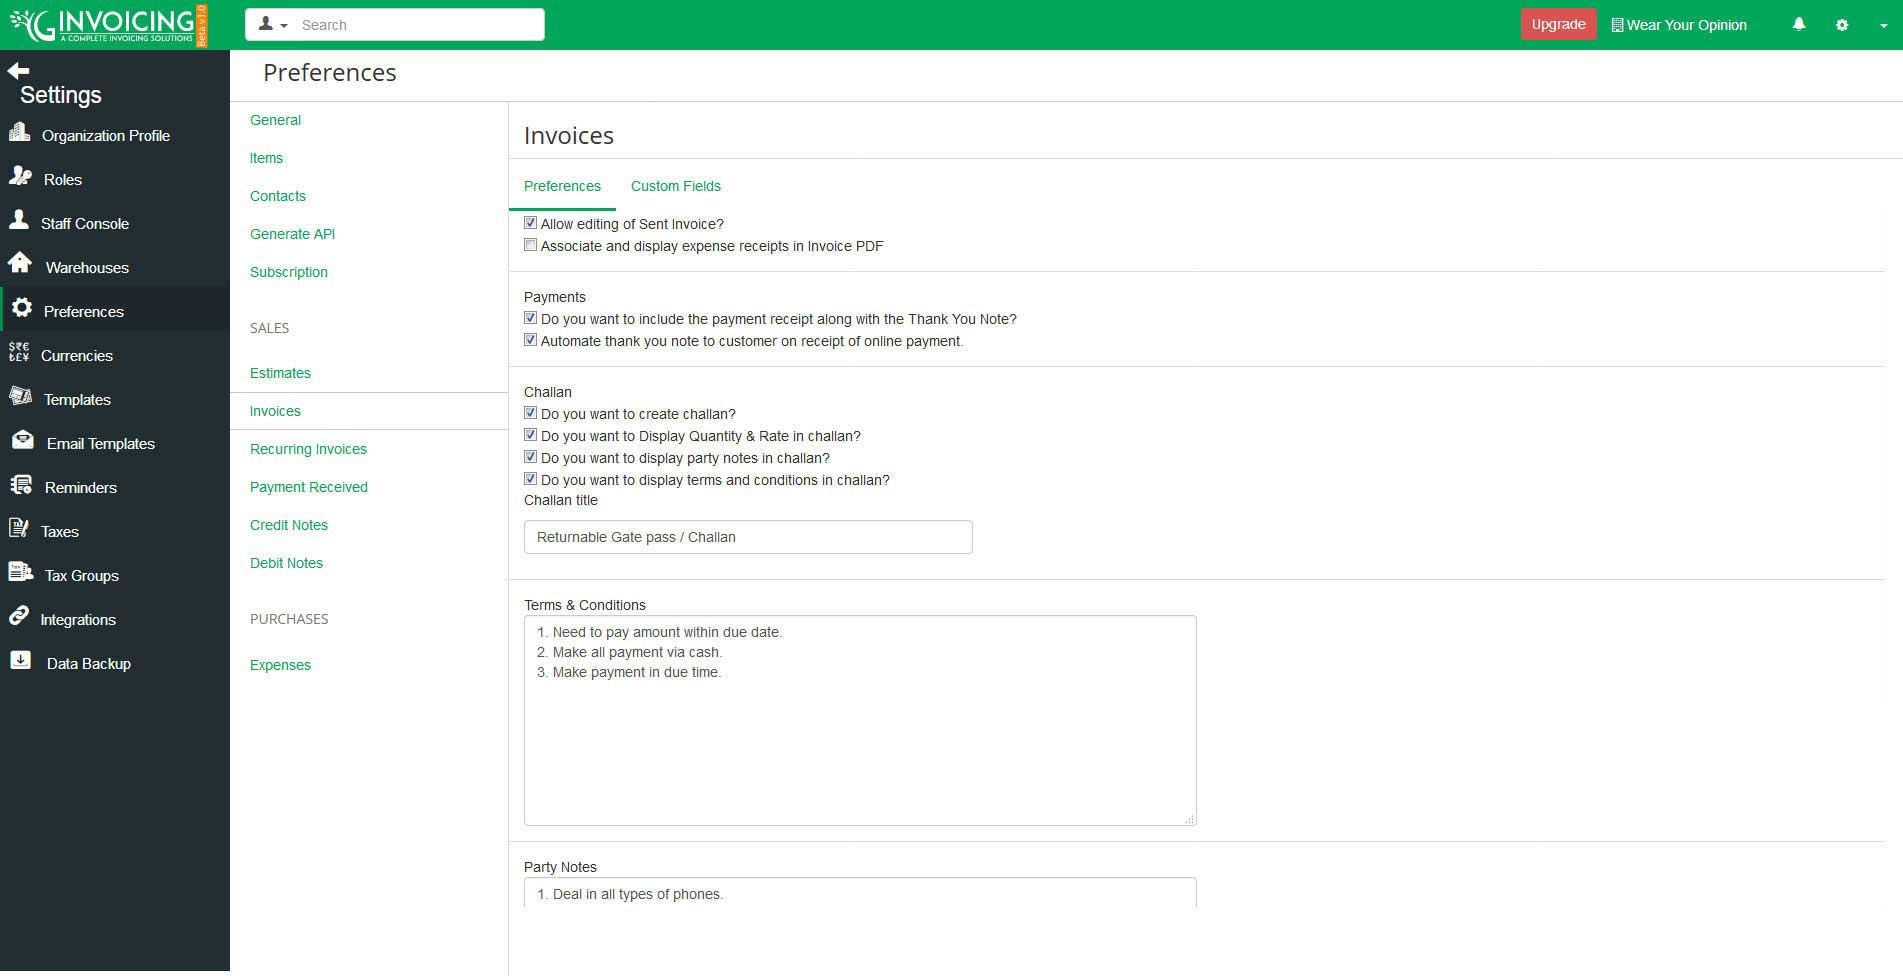 INVOICING
A COMPLETE INVOICING SOLUTIONS
Beta v1.0
Search
Upgrade
Wear Your Opinion
Settings
Organization Profile
Roles
Staff Console
Warehouses
Preferences
Currencies
Templates
Email Templates
Reminders
Taxes
Tax Groups
Integrations
Data Backup
Preferences
General
Items
Contacts
Generate API
Subscription
SALES
Estimates
Invoices
Recurring Invoices
Payment Received
Credit Notes
Debit Notes
PURCHASES
Expenses
Invoices
Preferences Custom Fields
Allow editing of Sent Invoice?
Associate and display expense receipts in Invoice PDF
Payments
Do you want to include the payment receipt along with the Thank You Note?
Automate thank you note to customer on receipt of online payment.
Challan
Do you want to create challan?
Do you want to Display Quantity & Rate in challan?
Do you want to display party notes in challan?
Do you want to display terms and conditions in challan?
Challan title
Returnable Gate pass / Challan
Terms & Conditions
1. Need to pay amount within due date.
2. Make all payment via cash.
3. Make payment in due time.
Party Notes
1. Deal in all types of phones.